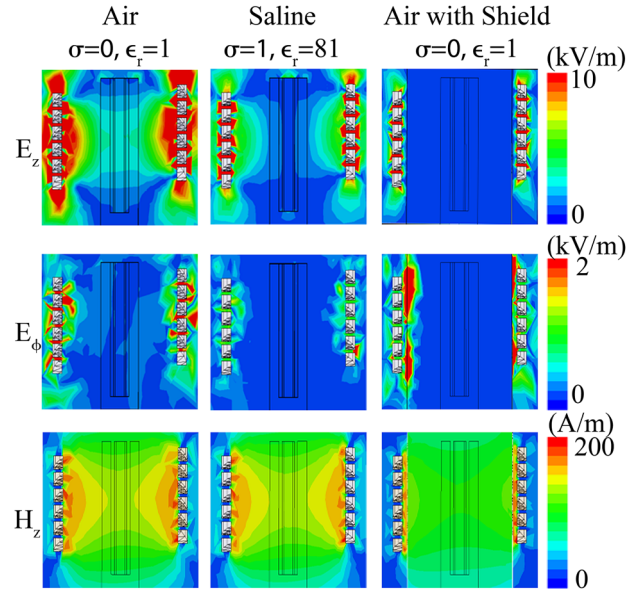 Air Saline Air with Shield
σ=0, ϵr=1 σ=1, ϵr=81 σ=0, ϵr=1 (kV/m)
10
Ez
0
(kV/m)
2
Eϕ
0
(A/m)
200
Hz
0